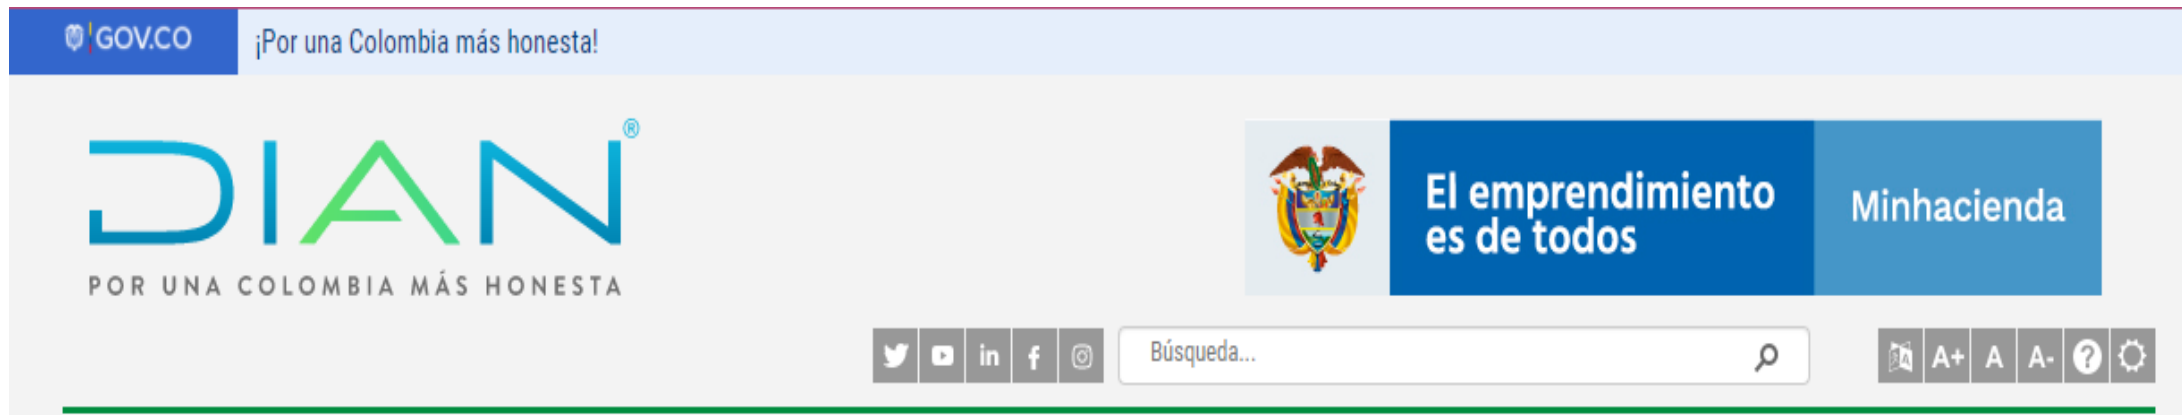 GOV.CO
¡Por una Colombia más honesta!
DIAN®
POR UNA COLOMBIA MÁS HONESTA
El emprendimiento
es de todos
Minhacienda
in f Búsqueda... A A+ A A- ?